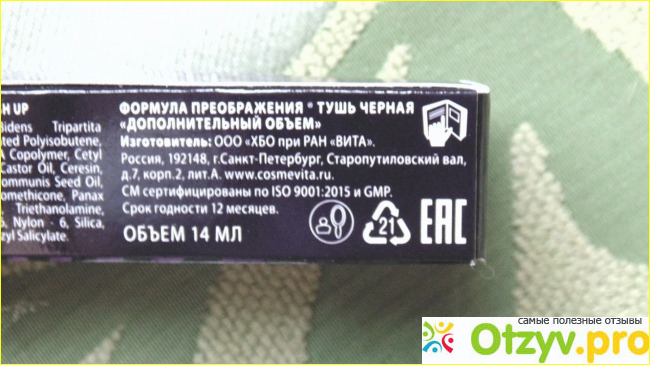 H UP
Bidens Tripartita
ted Polyisobutene,
A Copolymer, Cetyl
Castor Oil, Ceresin,
ommunis Seed Oil,
omethicone, Panax
Triethanolamine,
Nylon - 6, Silica,
zyl Salicylate.
ФОРМУЛА ПРЕОБРАЖЕНИЯ * ТУШЬ ЧЕРНАЯ
«ДОПОЛНИТЕЛЬНЫЙ ОБЪЕМ»
Изготовитель: ООО «ХБО при РАН «ВИТА».
Россия, 192148, г.Санкт-Петербург, Старопутиловский вал,
д.7, корп.2, лит.А. www.cosmevita.ru.
СМ сертифицированы по ISO 9001:2015 и GMP.
Срок годности 12 месяцев.
ОБЪЕМ 14 МЛ
21
EAC
самые полезные отзывы
Otzyv.pro